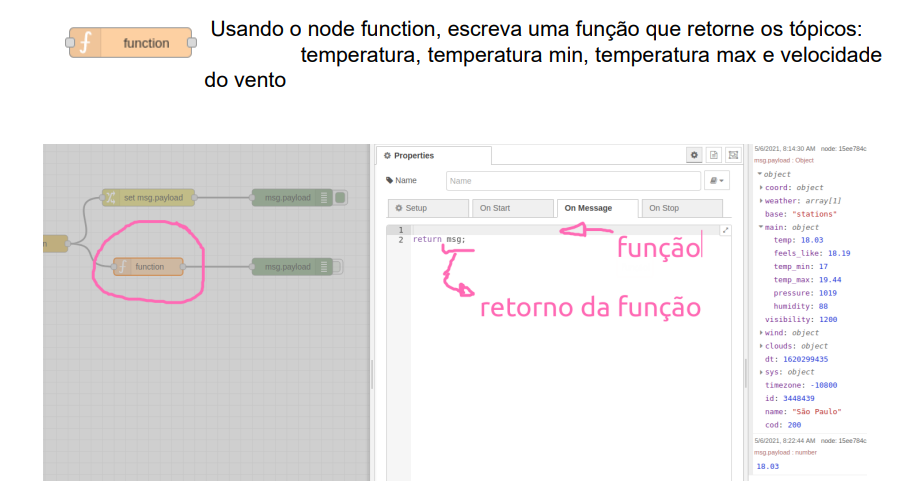 function
Usando o node function, escreva uma função que retorne os tópicos:
temperatura, temperatura min, temperatura max e velocidade
do vento
set msg.payload
msg.payload
n
function
msg.payload
Properties
Name
Name
Setup
On Start
On Message
On Stop
1
2 return msg;
função
retorno da função
5/6/2021, 8:14:30 AM node: 15ee784c
msg.payload : Object
object
coord: object
weather: array[1]
base: "stations"
main: object
temp: 18.03
feels_like: 18.19
temp_min: 17
temp_max: 19.44
pressure: 1019
humidity: 88
visibility: 1200
wind: object
clouds: object
dt: 1620299435
sys: object
timezone: -10800
id: 3448439
name: "São Paulo"
cod: 200
5/6/2021, 8:22:44 AM node: 15ee784c
msg.payload : number
18.03